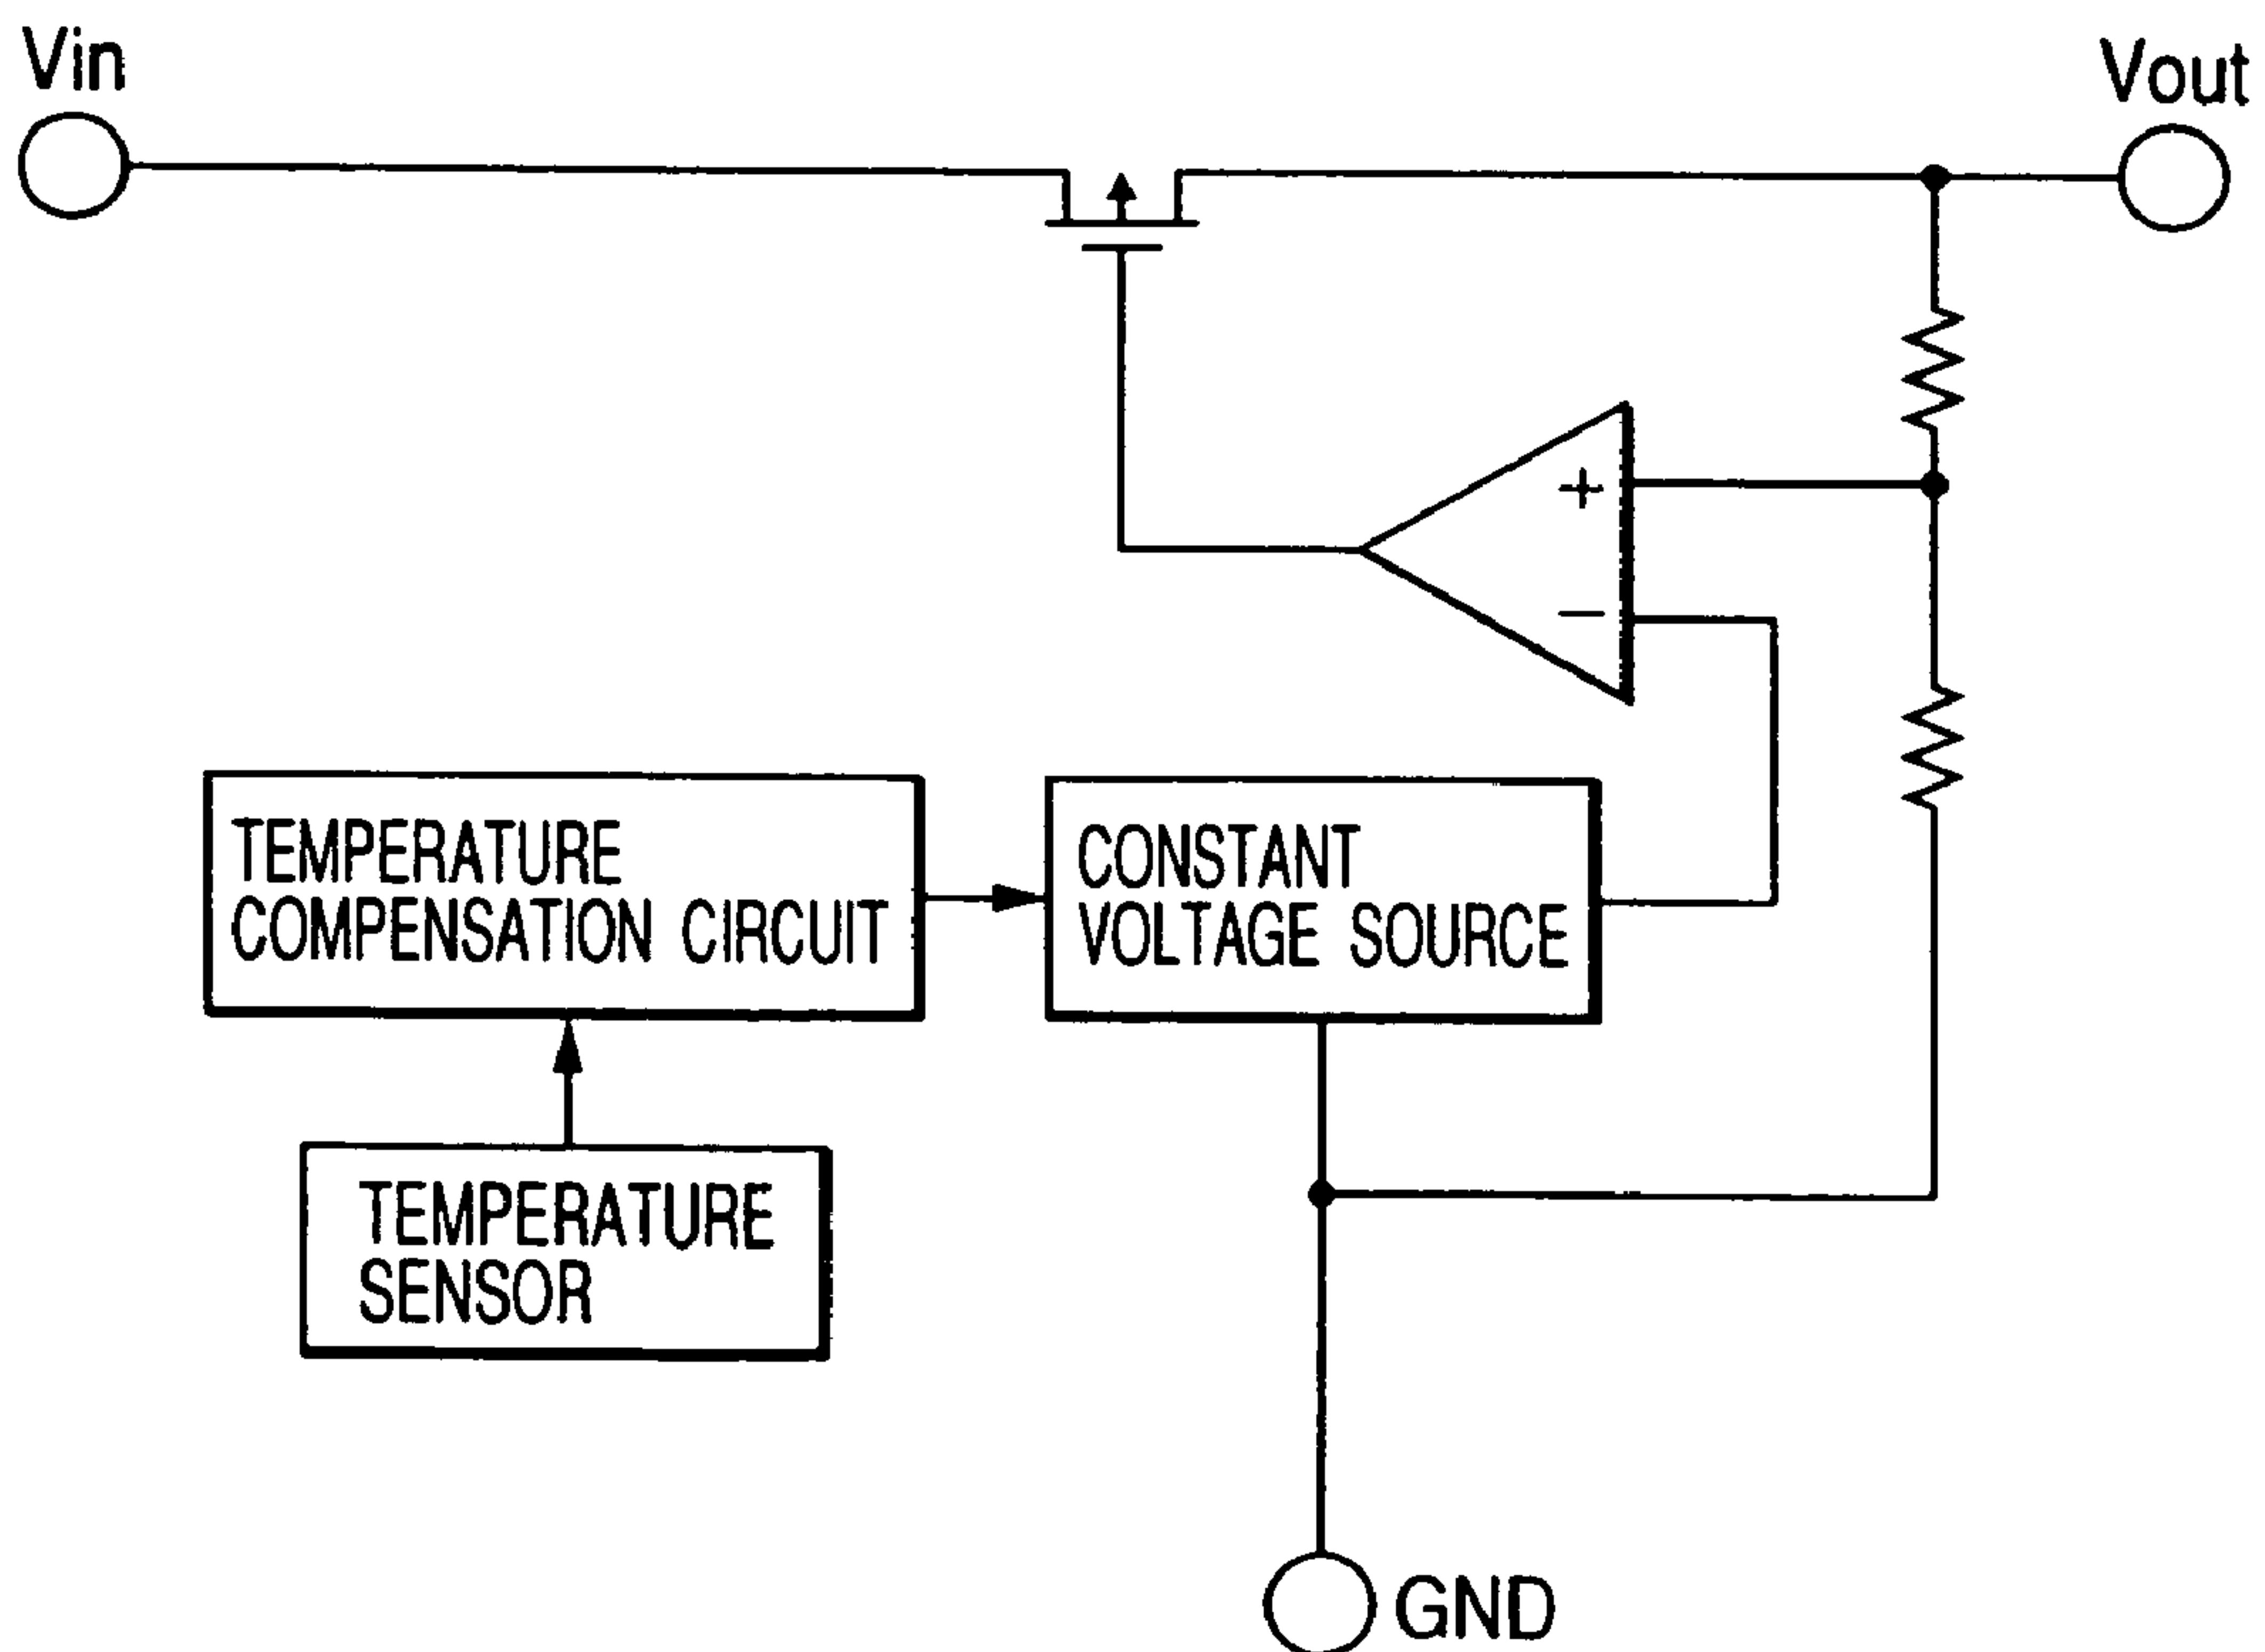 Vin
Vout
+
−
TEMPERATURE
COMPENSATION CIRCUIT
CONSTANT
VOLTAGE SOURCE
TEMPERATURE
SENSOR
GND